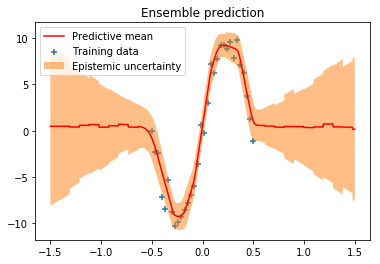 Ensemble prediction
Predictive mean
Training data
Epistemic uncertainty
10
5
0
−5
−10
−1.5 −1.0 −0.5 0.0 0.5 1.0 1.5